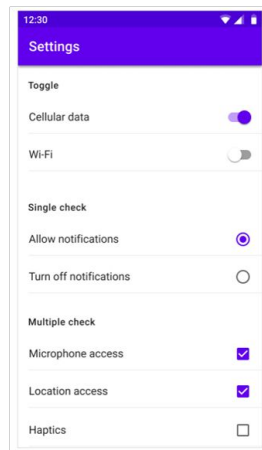 12:30
Settings
Toggle
Cellular data
Wi-Fi
Single check
Allow notifications
Turn off notifications
Multiple check
Microphone access
Location access
Haptics